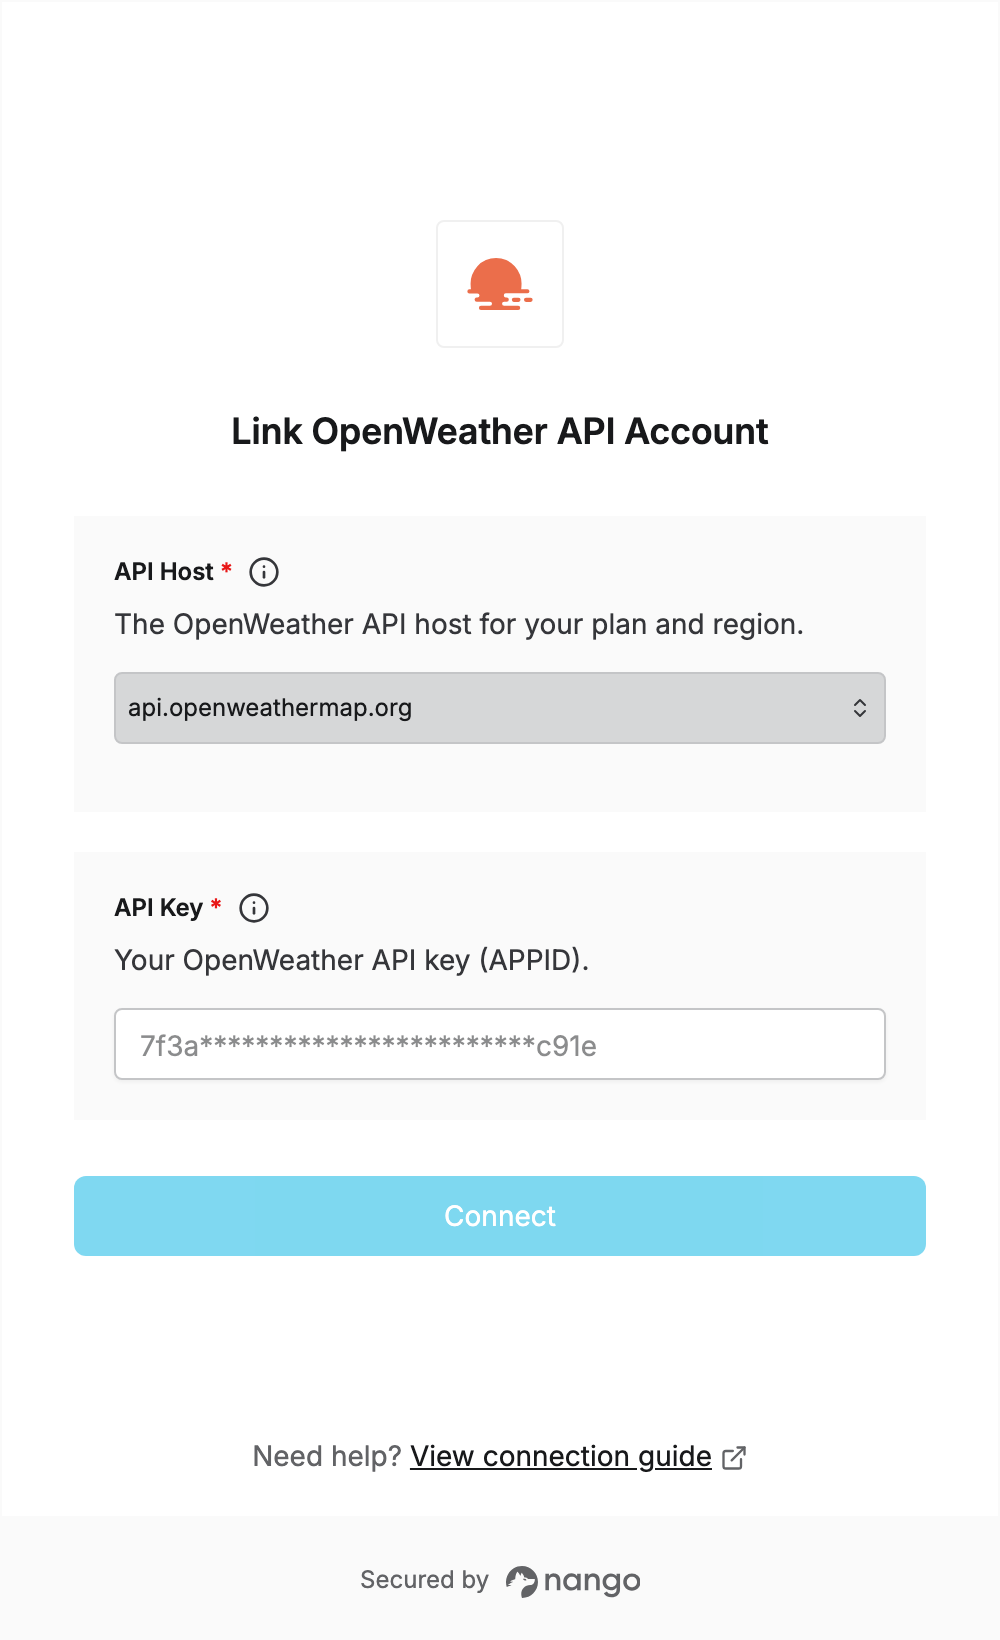 Link OpenWeather API Account
API Host *
The OpenWeather API host for your plan and region.
api.openweathermap.org
API Key *
Your OpenWeather API key (APPID).
7f3a************************c91e
Connect
Need help? View connection guide
Secured by nango